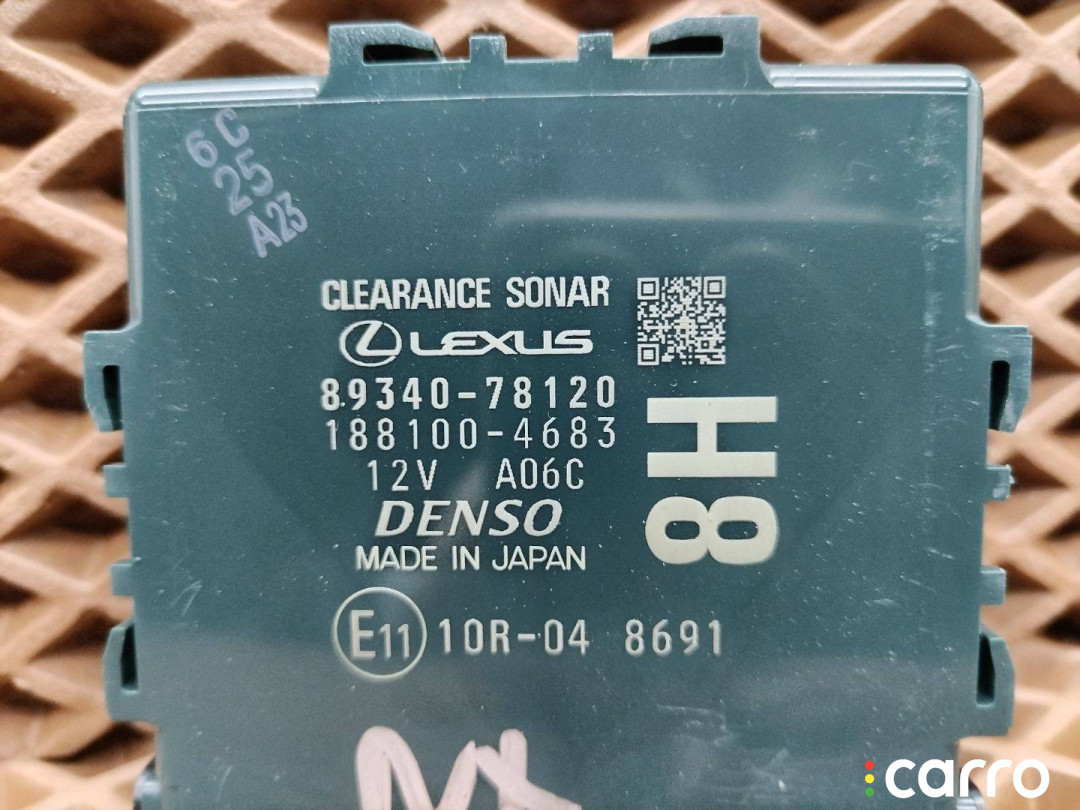 6C
25
A23
CLEARANCE SONAR
LEXUS
89340-78120
188100-4683
12V A06C
DENSO
MADE IN JAPAN
8H
E11 10R-04 8691
carro